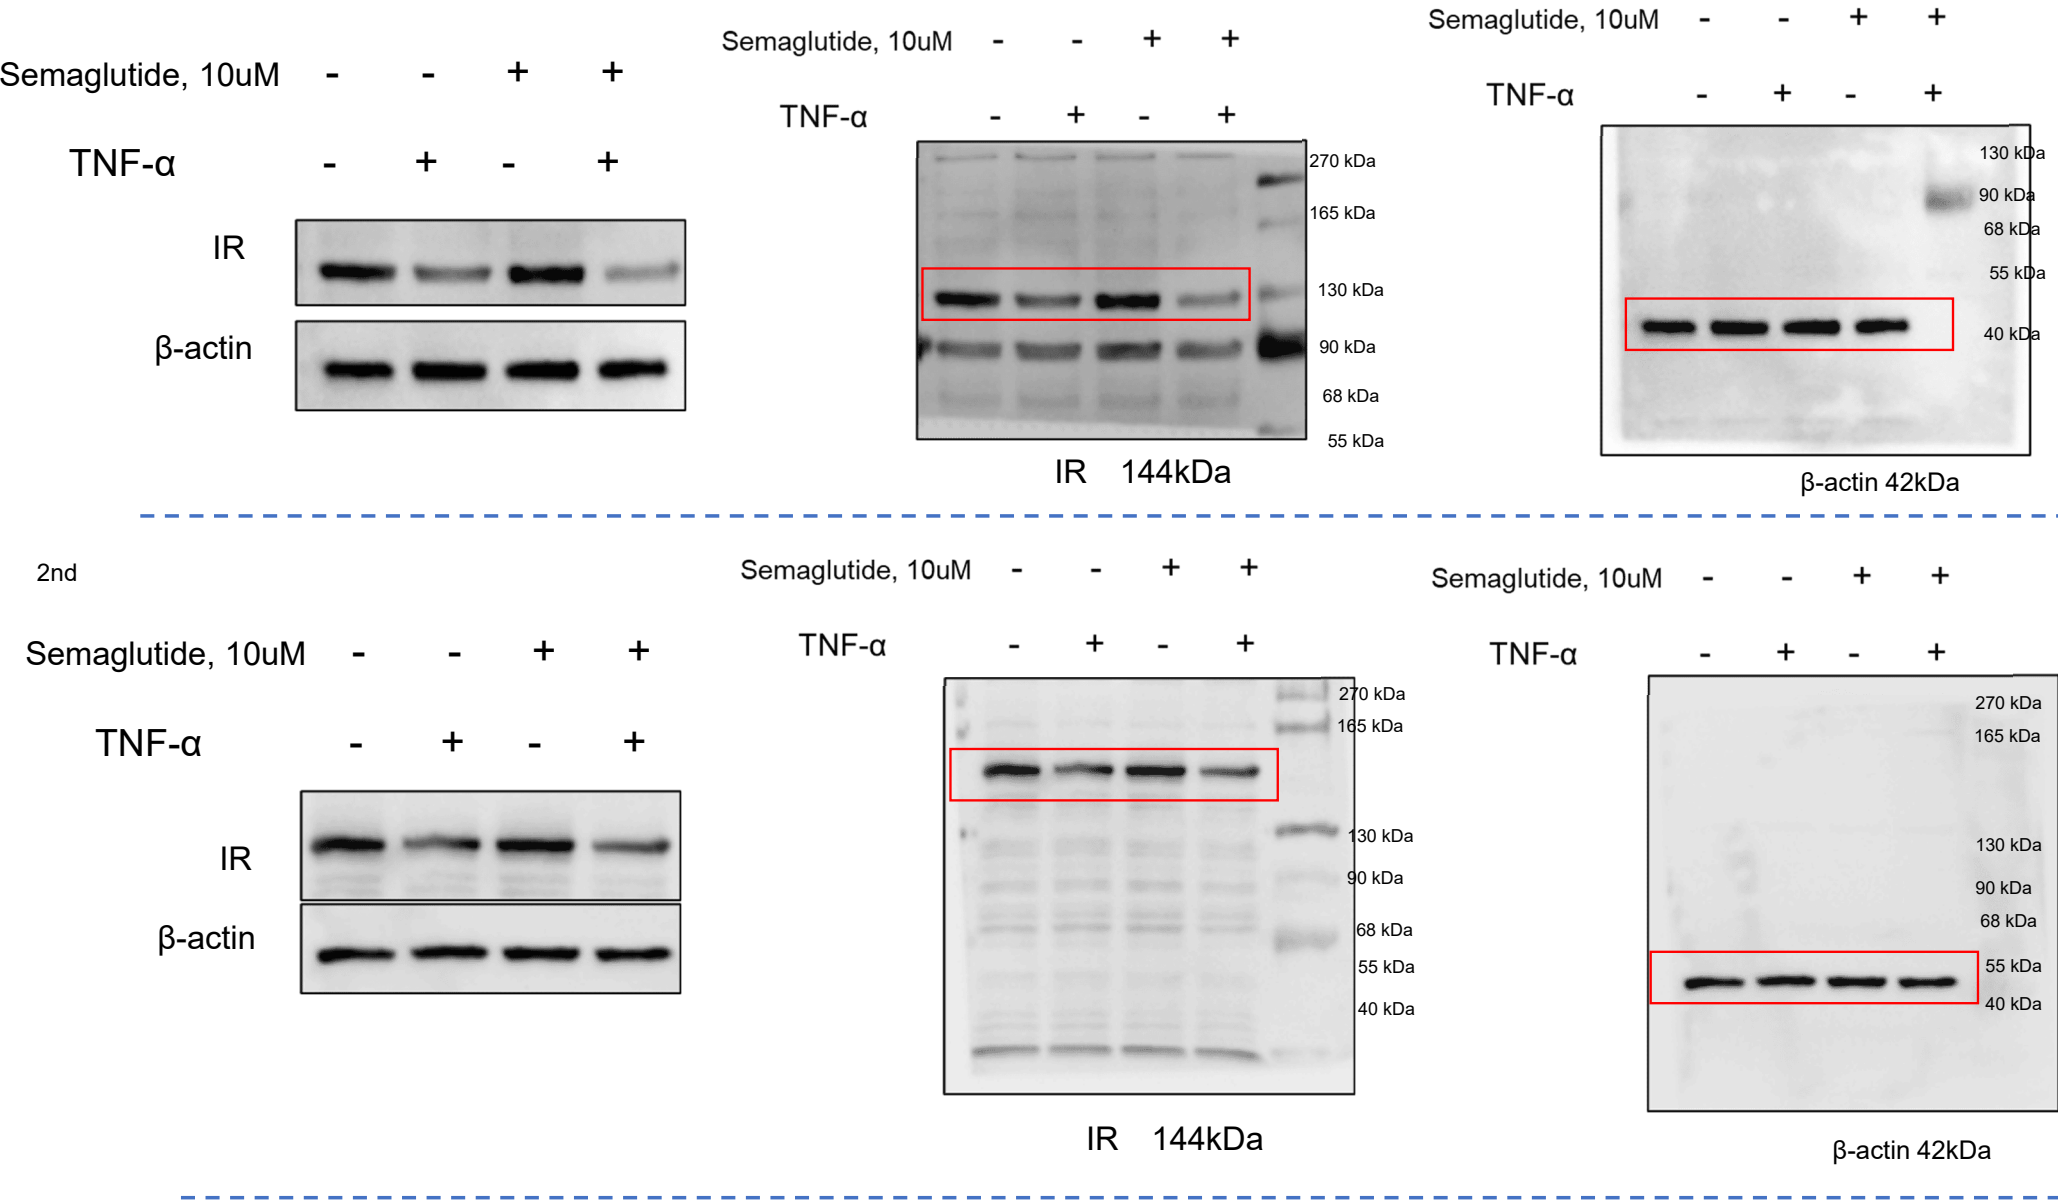 Semaglutide, 10uM - - + +
TNF-α - + - +
IR
β-actin
Semaglutide, 10uM - - + +
TNF-α - + - +
270 kDa
165 kDa
130 kDa
90 kDa
68 kDa
55 kDa
IR 144kDa
Semaglutide, 10uM - - + +
TNF-α - + - +
130 kDa
90 kDa
68 kDa
55 kDa
40 kDa
β-actin 42kDa
2nd
Semaglutide, 10uM - - + +
TNF-α - + - +
IR
β-actin
Semaglutide, 10uM - - + +
TNF-α - + - +
270 kDa
165 kDa
130 kDa
90 kDa
68 kDa
55 kDa
40 kDa
IR 144kDa
Semaglutide, 10uM - - + +
TNF-α - + - +
270 kDa
165 kDa
130 kDa
90 kDa
68 kDa
55 kDa
40 kDa
β-actin 42kDa